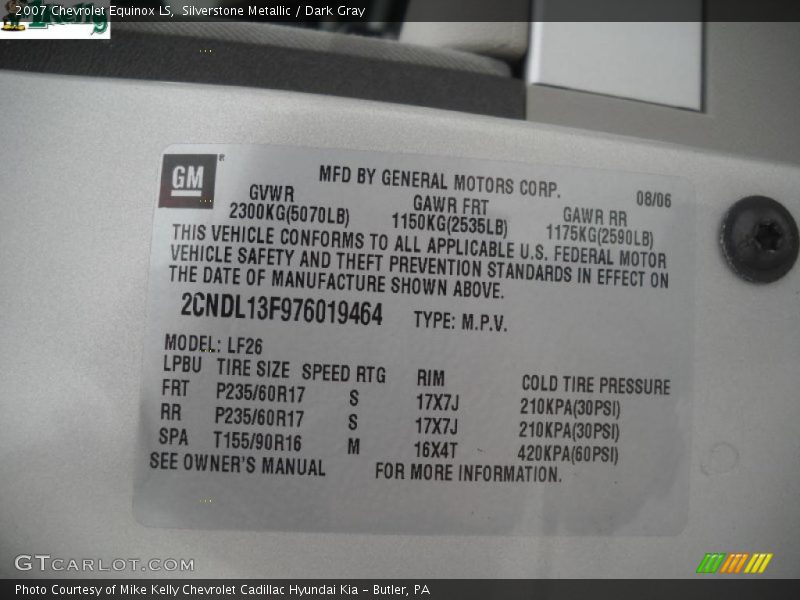 2007 Chevrolet Equinox LS, Silverstone Metallic / Dark Gray
GM
MFD BY GENERAL MOTORS CORP. 08/06
GVWR GAWR FRT GAWR RR
2300KG(5070LB) 1150KG(2535LB) 1175KG(2590LB)
THIS VEHICLE CONFORMS TO ALL APPLICABLE U.S. FEDERAL MOTOR
VEHICLE SAFETY AND THEFT PREVENTION STANDARDS IN EFFECT ON
THE DATE OF MANUFACTURE SHOWN ABOVE.
2CNDL13F976019464 TYPE: M.P.V.
MODEL: LF26
LPBU TIRE SIZE SPEED RTG RIM COLD TIRE PRESSURE
FRT P235/60R17 S 17X7J 210KPA(30PSI)
RR P235/60R17 S 17X7J 210KPA(30PSI)
SPA T155/90R16 M 16X4T 420KPA(60PSI)
SEE OWNER'S MANUAL FOR MORE INFORMATION.
GTCARLOT.COM
Photo Courtesy of Mike Kelly Chevrolet Cadillac Hyundai Kia - Butler, PA